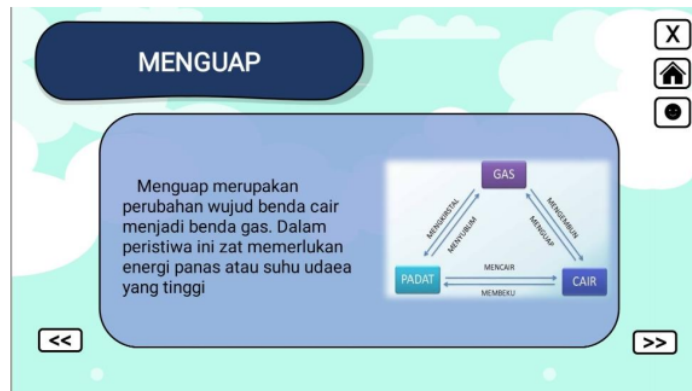 MENGUAP
X
Menguap merupakan
perubahan wujud benda cair
menjadi benda gas. Dalam
peristiwa ini zat memerlukan
energi panas atau suhu udaea
yang tinggi
GAS
MENGKIRSTAL
MENYUBLIM
MENGEMBUN
MENGUAP
PADAT
MENCAIR
MEMBEKU
CAIR
<<
>>